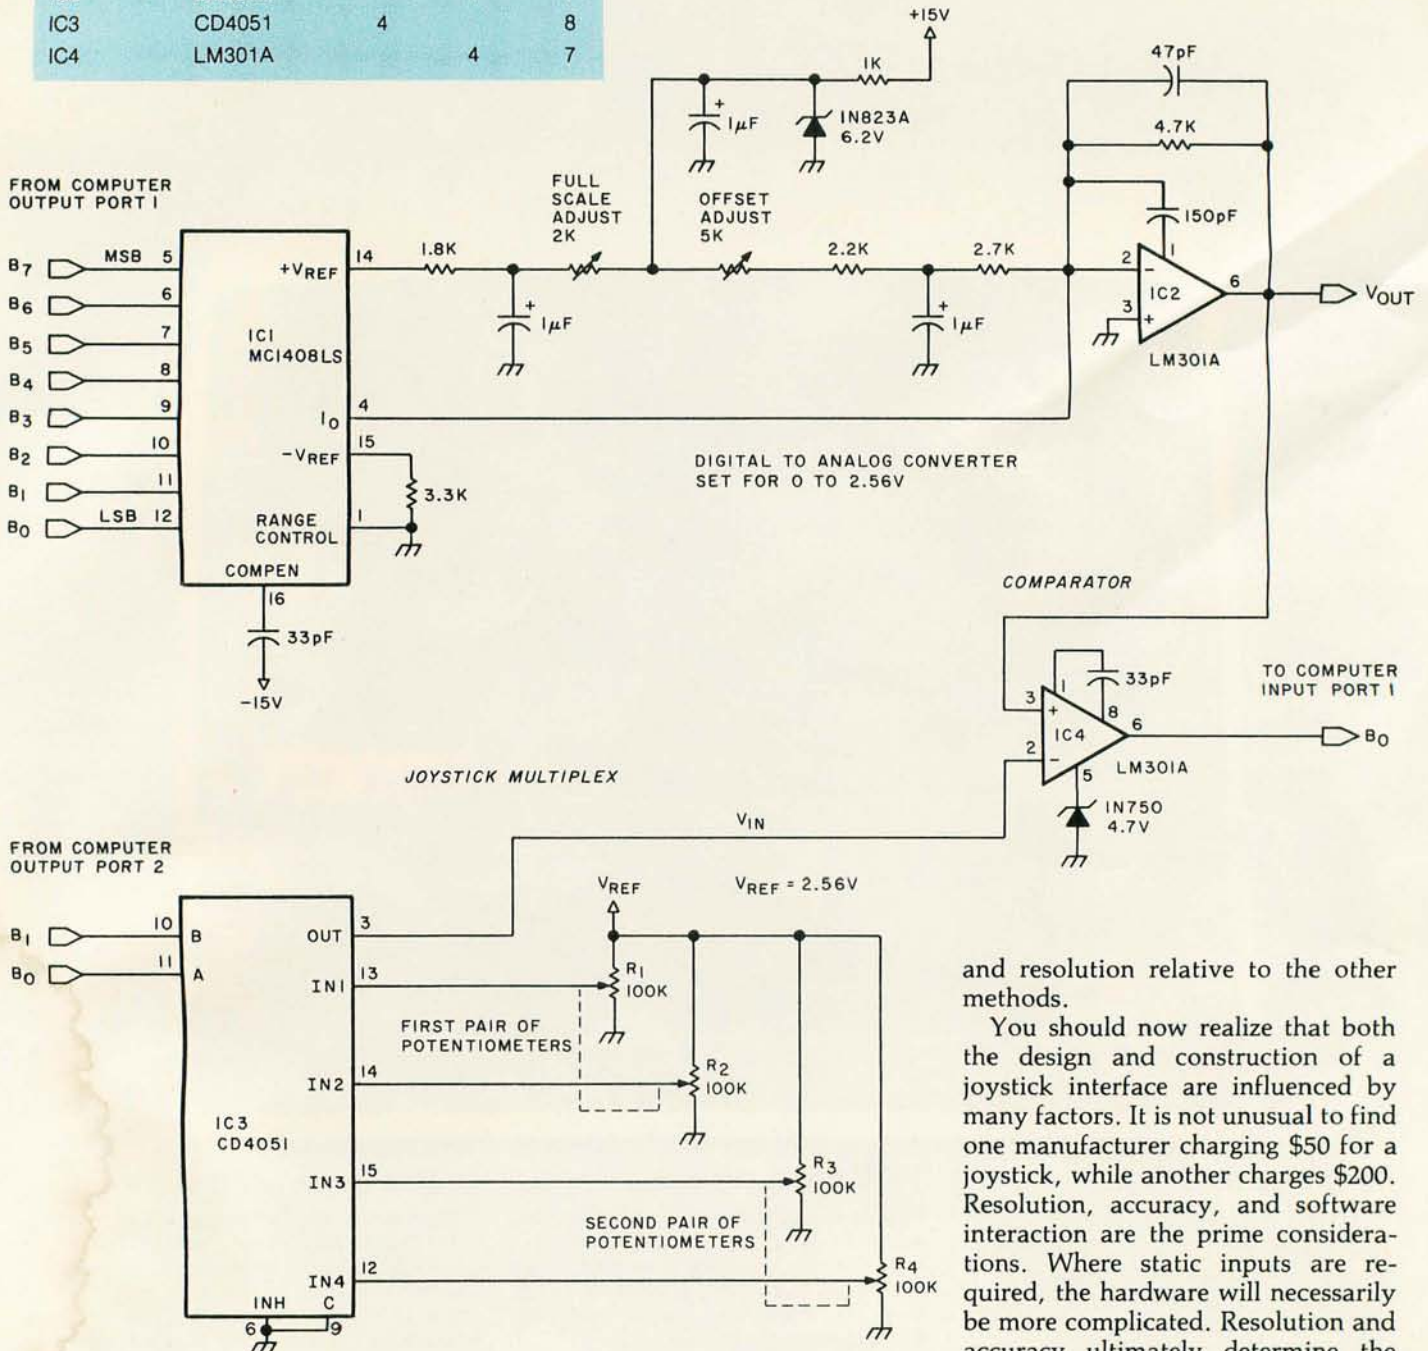 IC3 CD4051 4 8
IC4 LM301A 4 7
+15V
1K
IN823A
6.2V
+
1µF
47pF
4.7K
150pF
FROM COMPUTER
OUTPUT PORT 1
B7 MSB 5
B6 6
B5 7
B4 8
B3 9
B2 10
B1 11
B0 LSB 12
IC1
MC1408LS
+VREF 14
IO 4
-VREF 15
RANGE
CONTROL 1
COMPEN
16
33pF
-15V
3.3K
1.8K
+
1µF
FULL
SCALE
ADJUST
2K
OFFSET
ADJUST
5K
2.2K
+
1µF
2.7K
2 -
3 +
1
IC2
6
LM301A
VOUT
DIGITAL TO ANALOG CONVERTER
SET FOR 0 TO 2.56V
COMPARATOR
3 +
2 -
1
33pF
8
IC4
6
5
LM301A
IN750
4.7V
TO COMPUTER
INPUT PORT 1
B0
JOYSTICK MULTIPLEX
VIN
FROM COMPUTER
OUTPUT PORT 2
B1 10 B
B0 11 A
OUT 3
IN1 13
IN2 14
IN3 15
IN4 12
IC3
CD4051
INH C
6 9
VREF
VREF = 2.56V
R1
100K
FIRST PAIR OF
POTENTIOMETERS
R2
100K
R3
100K
SECOND PAIR OF
POTENTIOMETERS
R4
100K
and resolution relative to the other
methods.
You should now realize that both
the design and construction of a
joystick interface are influenced by
many factors. It is not unusual to find
one manufacturer charging $50 for a
joystick, while another charges $200.
Resolution, accuracy, and software
interaction are the prime considera-
tions. Where static inputs are re-
quired, the hardware will necessarily
be more complicated. Resolution and
accuracy ultimately determine the